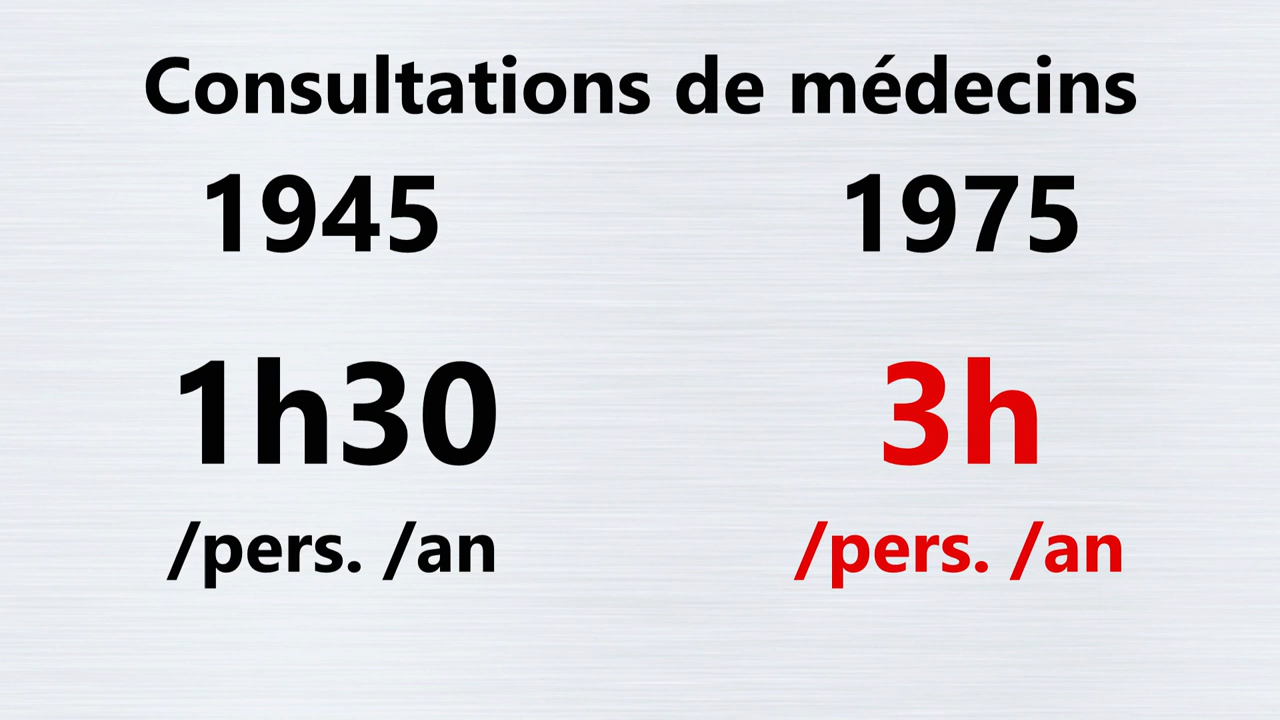 Consultations de médecins
1945 1975
1h30 3h
/pers. /an /pers. /an